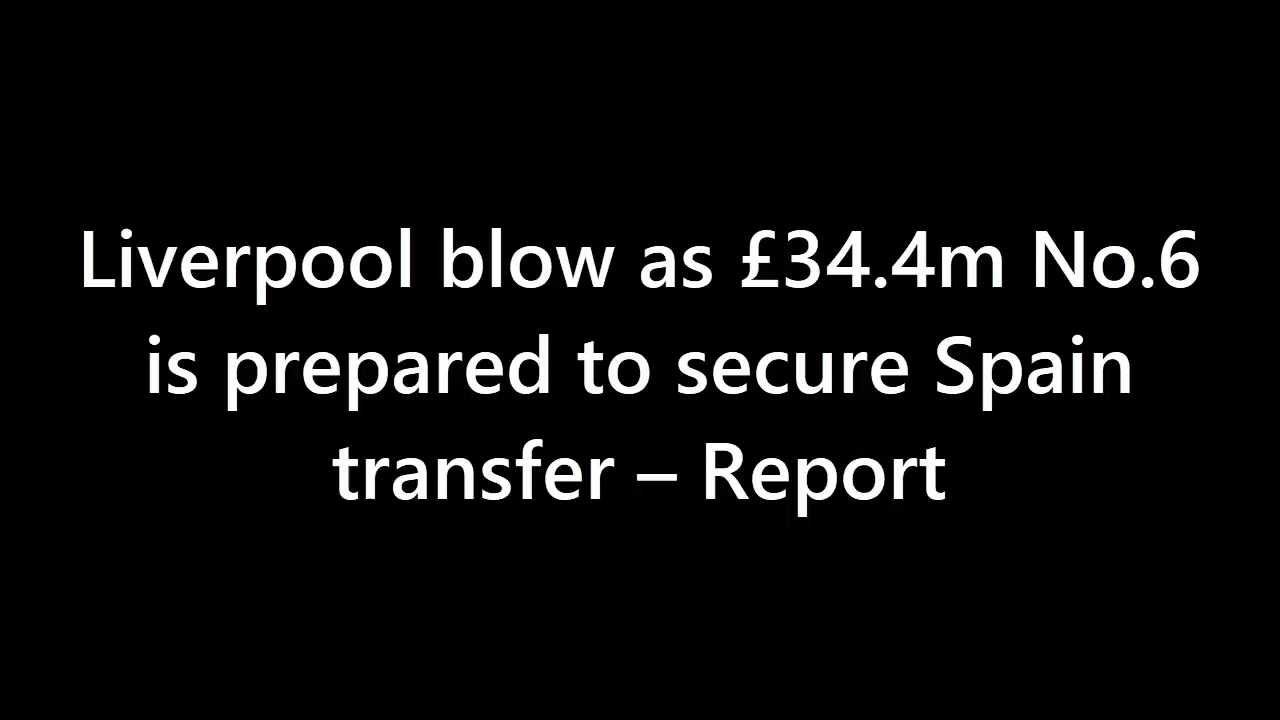 Liverpool blow as £34.4m No.6
is prepared to secure Spain
transfer – Report